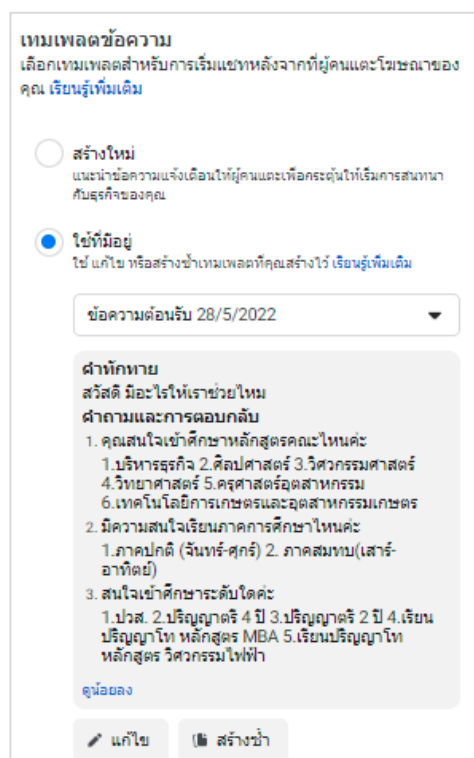 เทมเพลตข้อความ
เลือกเทมเพลตสำหรับการเริ่มแชทหลังจากที่ผู้คนแตะโฆษณาของ
คุณ เรียนรู้เพิ่มเติม
สร้างใหม่
แนะนำข้อความแจ้งเตือนให้ผู้คนแตะเพื่อกระตุ้นให้เริ่มการสนทนา
กับธุรกิจของคุณ
ใช้ที่มีอยู่
ใช้ แก้ไข หรือสร้างซ้ำเทมเพลตที่คุณสร้างไว้ เรียนรู้เพิ่มเติม
ข้อความต้อนรับ 28/5/2022
คำทักทาย
สวัสดี มีอะไรให้เราช่วยไหม
คำถามและการตอบกลับ
1. คุณสนใจเข้าศึกษาหลักสูตรคณะไหนค่ะ
1.บริหารธุรกิจ 2.ศิลปศาสตร์ 3.วิศวกรรมศาสตร์
4.วิทยาศาสตร์ 5.ครุศาสตร์อุตสาหกรรม
6.เทคโนโลยีการเกษตรและอุตสาหกรรมเกษตร
2. มีความสนใจเรียนภาคการศึกษาไหนค่ะ
1.ภาคปกติ (จันทร์-ศุกร์) 2. ภาคสมทบ(เสาร์-
อาทิตย์)
3. สนใจเข้าศึกษาระดับใดค่ะ
1.ปวส. 2.ปริญญาตรี 4 ปี 3.ปริญญาตรี 2 ปี 4.เรียน
ปริญญาโท หลักสูตร MBA 5.เรียนปริญญาโท
หลักสูตร วิศวกรรมไฟฟ้า
ดูน้อยลง
แก้ไข สร้างซ้ำ